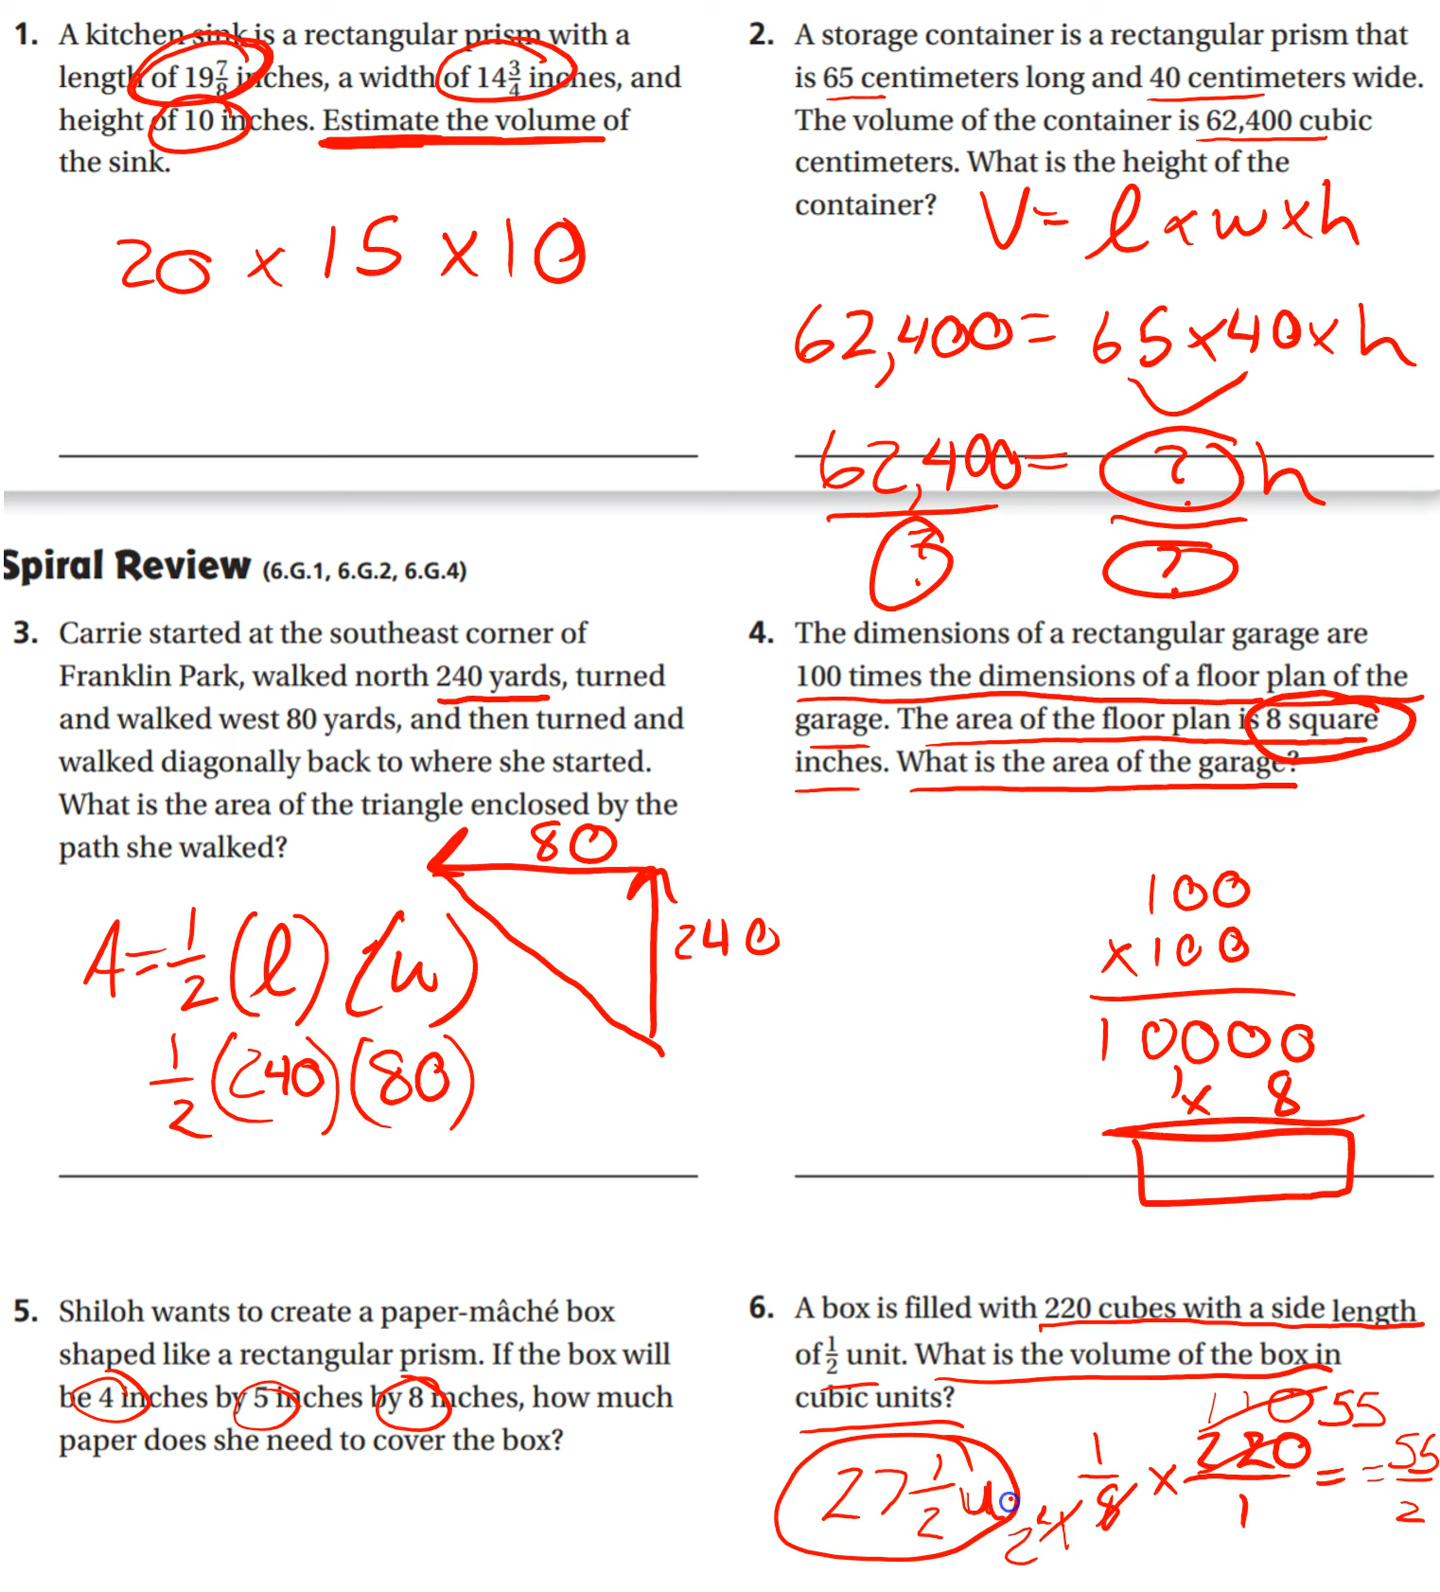 1. A kitchen sink is a rectangular prism with a
length of 19 7/8 inches, a width of 14 3/4 inches, and
height of 10 inches. Estimate the volume of
the sink.
20 × 15 × 10
2. A storage container is a rectangular prism that
is 65 centimeters long and 40 centimeters wide.
The volume of the container is 62,400 cubic
centimeters. What is the height of the
container?
V = l × w × h
62,400 = 65 × 40 × h
62,400 = ? h
? ?
Spiral Review (6.G.1, 6.G.2, 6.G.4)
3. Carrie started at the southeast corner of
Franklin Park, walked north 240 yards, turned
and walked west 80 yards, and then turned and
walked diagonally back to where she started.
What is the area of the triangle enclosed by the
path she walked?
80
240
A = 1/2 (l) (w)
1/2 (240) (80)
4. The dimensions of a rectangular garage are
100 times the dimensions of a floor plan of the
garage. The area of the floor plan is 8 square
inches. What is the area of the garage?
100
× 100
10000
× 8
5. Shiloh wants to create a paper-mâché box
shaped like a rectangular prism. If the box will
be 4 inches by 5 inches by 8 inches, how much
paper does she need to cover the box?
6. A box is filled with 220 cubes with a side length
of 1/2 unit. What is the volume of the box in
cubic units?
110 55
27 1/2 u
1/8 × 220/1 = = 55/2
2 4